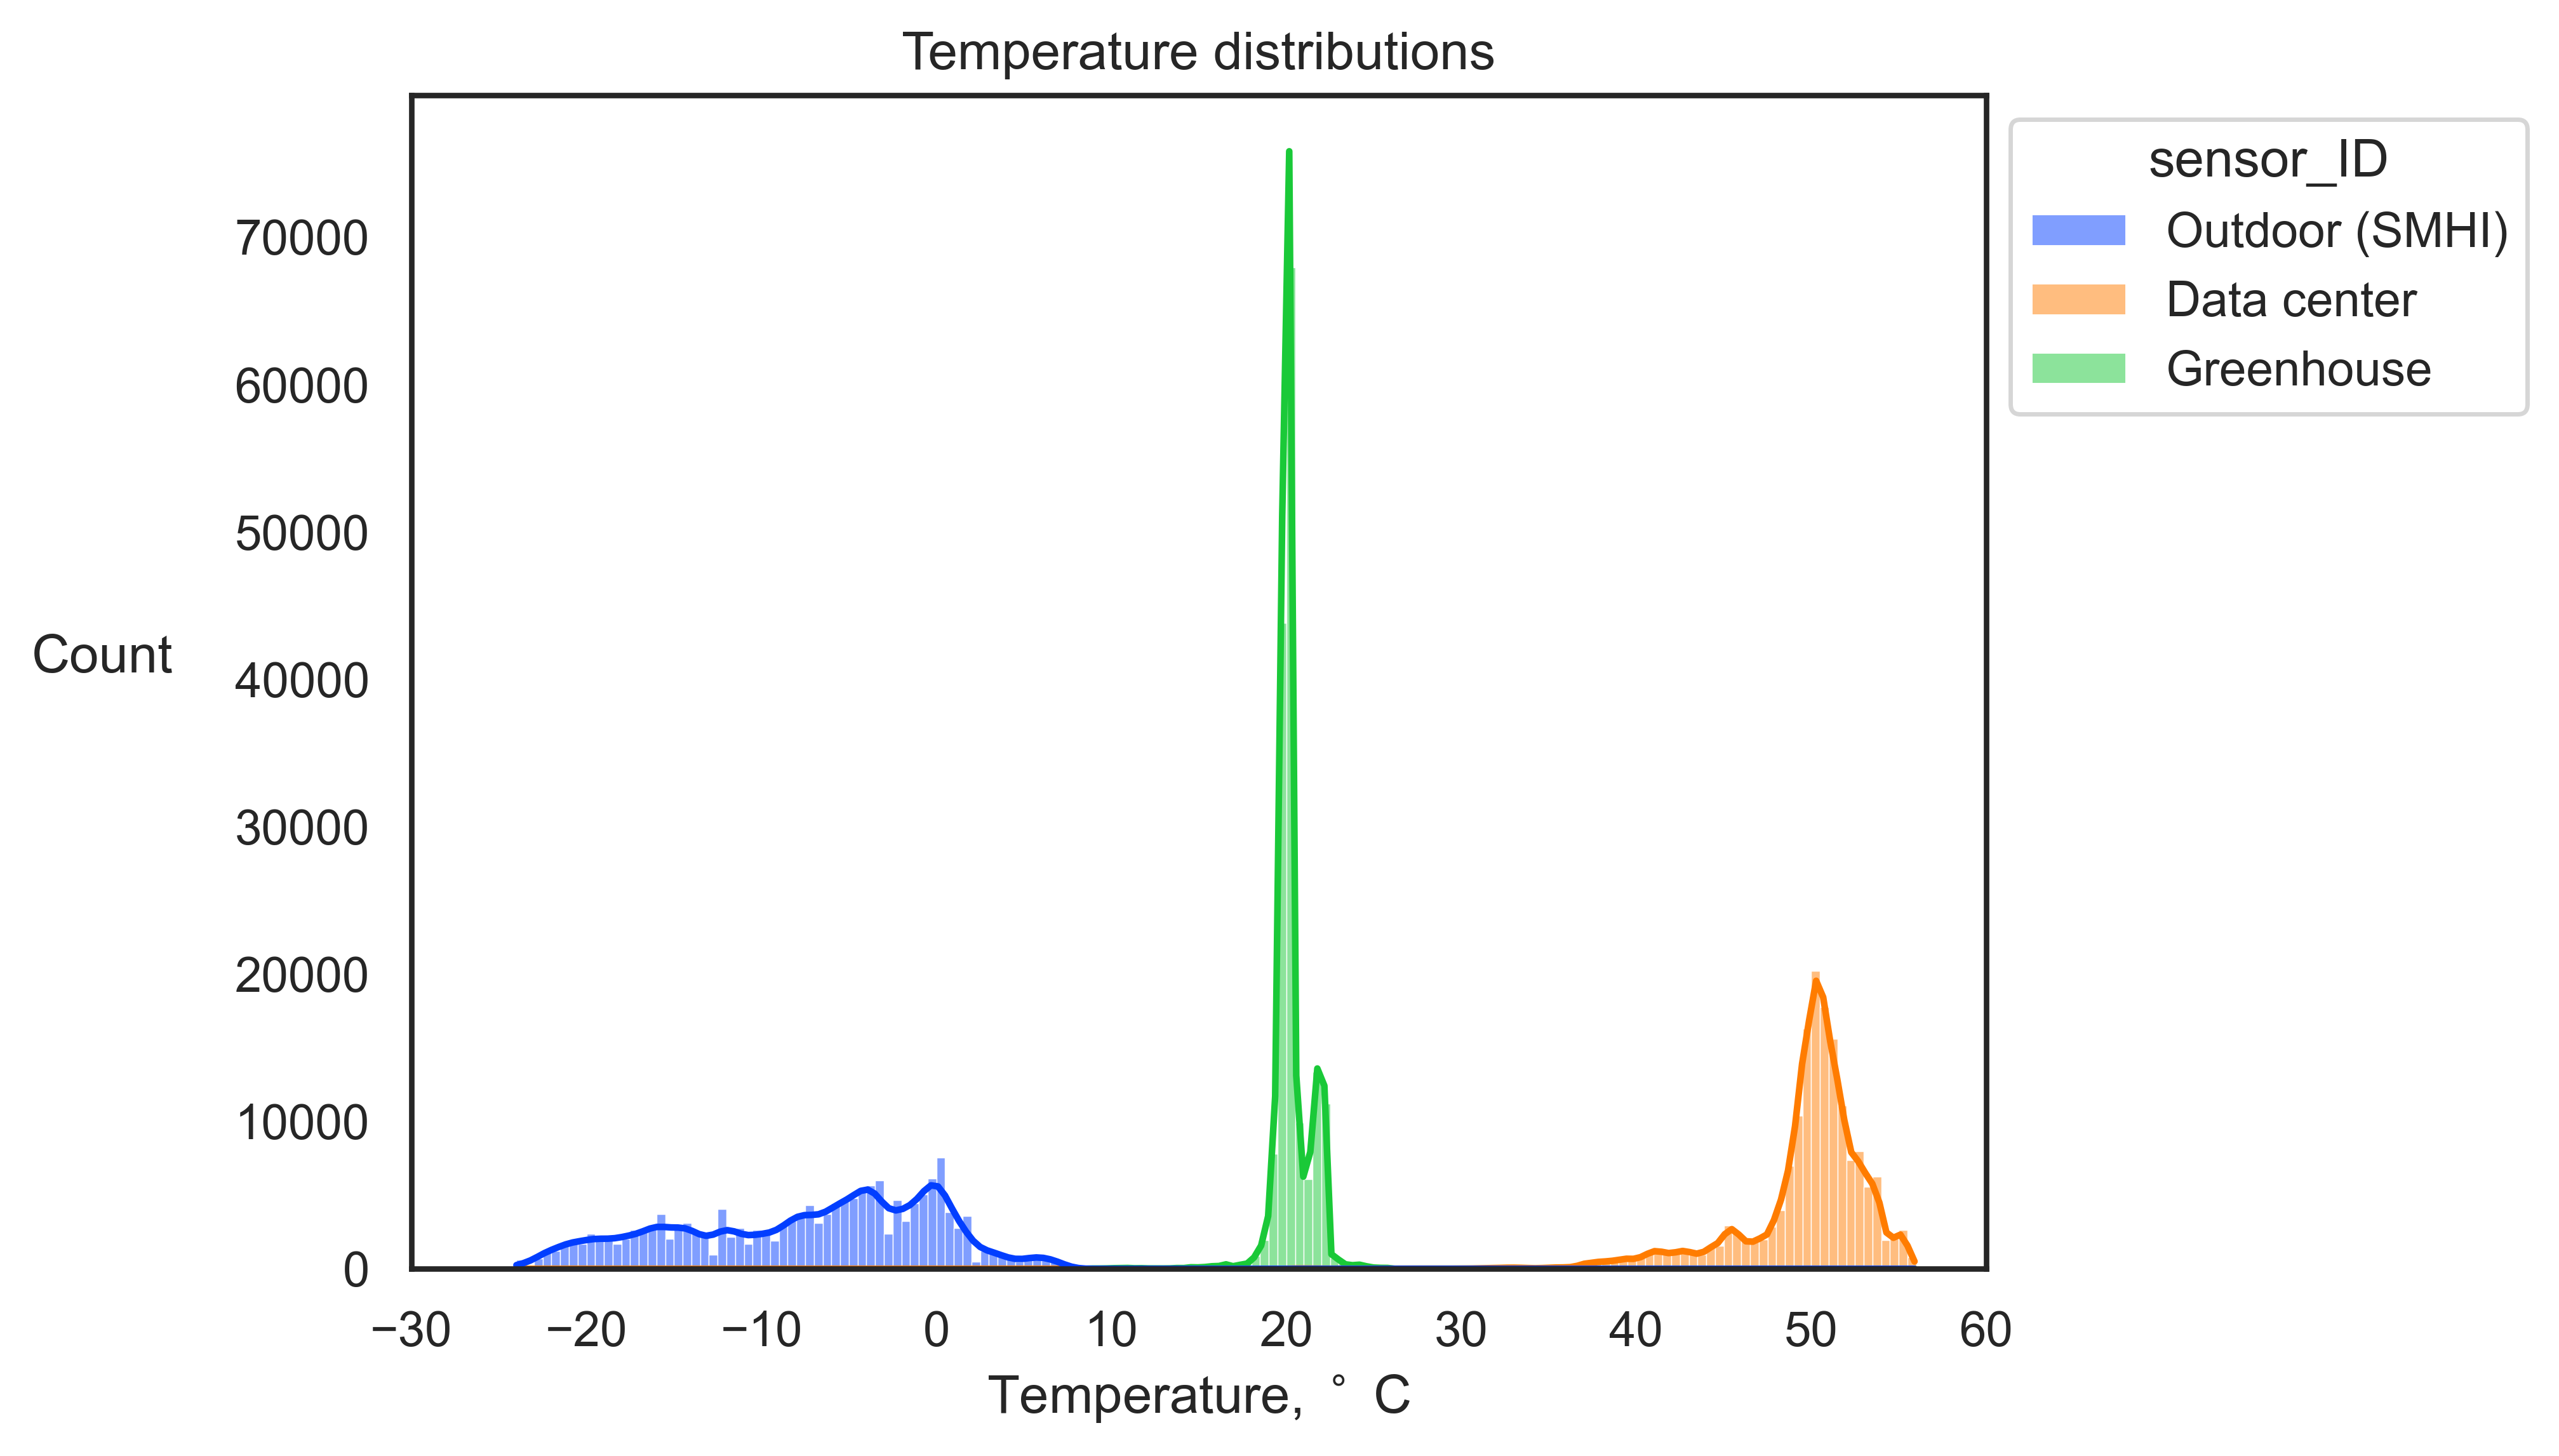 Temperature distributions
sensor_ID
Outdoor (SMHI)
Data center
Greenhouse
70000
60000
50000
40000
30000
20000
10000
0
Count
−30 −20 −10 0 10 20 30 40 50 60
Temperature, ° C